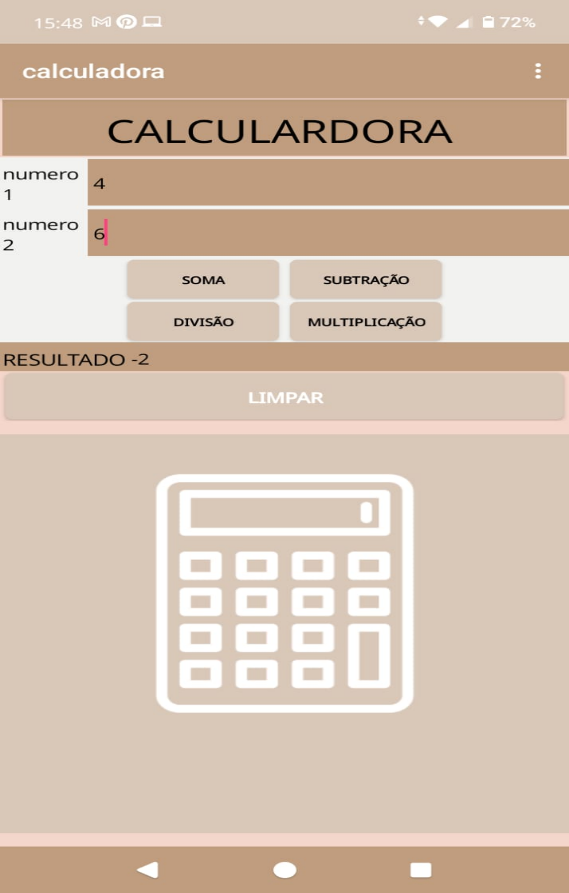 15:48 72%
calculadora
CALCULARDORA
numero
1
4
numero
2
6
SOMA SUBTRAÇÃO
DIVISÃO MULTIPLICAÇÃO
RESULTADO -2
LIMPAR